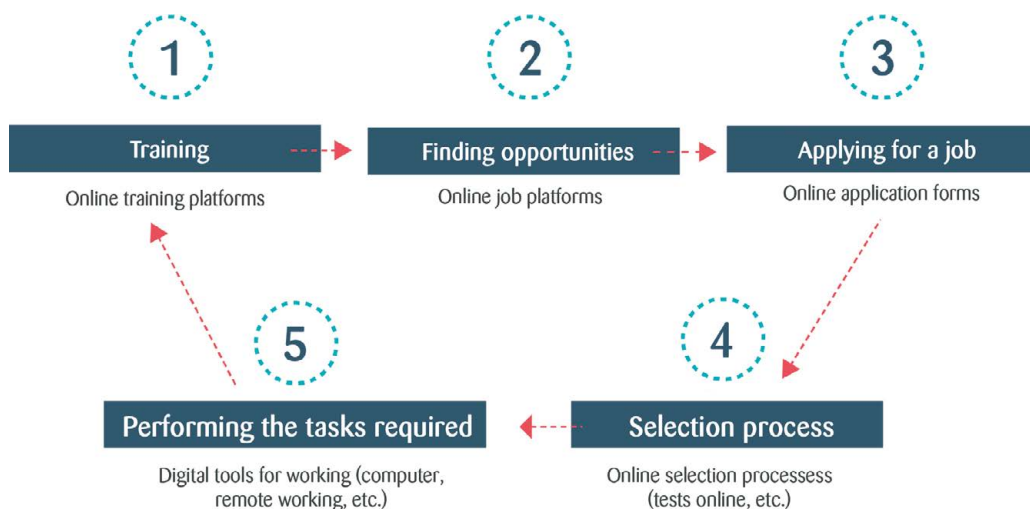 1
2
3
Training
Finding opportunities
Applying for a job
Online training platforms
Online job platforms
Online application forms
5
4
Performing the tasks required
Selection process
Digital tools for working (computer,
remote working, etc.)
Online selection processess
(tests online, etc.)